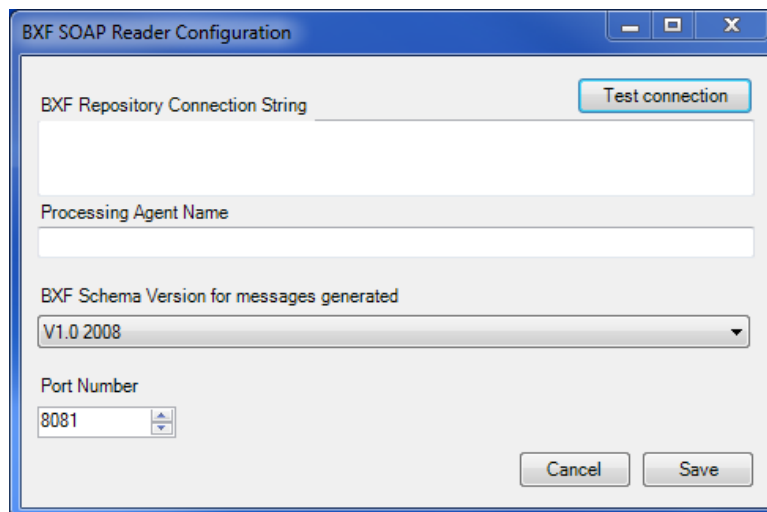 BXF SOAP Reader Configuration
Test connection
BXF Repository Connection String
Processing Agent Name
BXF Schema Version for messages generated
V1.0 2008
Port Number
8081
Cancel
Save